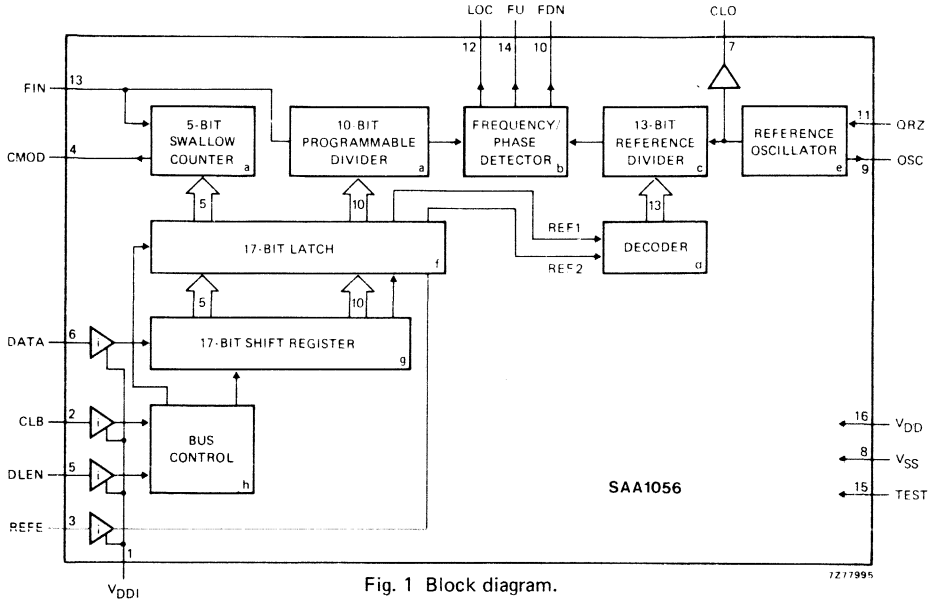 LOC FU FDN CLO
12 14 10 7
FIN 13
5-BIT SWALLOW COUNTER a
10-BIT PROGRAMMABLE DIVIDER a
FREQUENCY/ PHASE DETECTOR b
13-BIT REFERENCE DIVIDER c
REFERENCE OSCILLATOR e
11 QRZ
9 OSC
CMOD 4
5 10 13
17-BIT LATCH f
REF1
REF2
DECODER d
5 10
DATA 6 i
17-BIT SHIFT REGISTER g
CLB 2 i
BUS CONTROL h
DLEN 5 i
REFE 3 i
1
VDDI
16 VDD
8 VSS
15 TEST
SAA1056
7Z77995
Fig. 1 Block diagram.